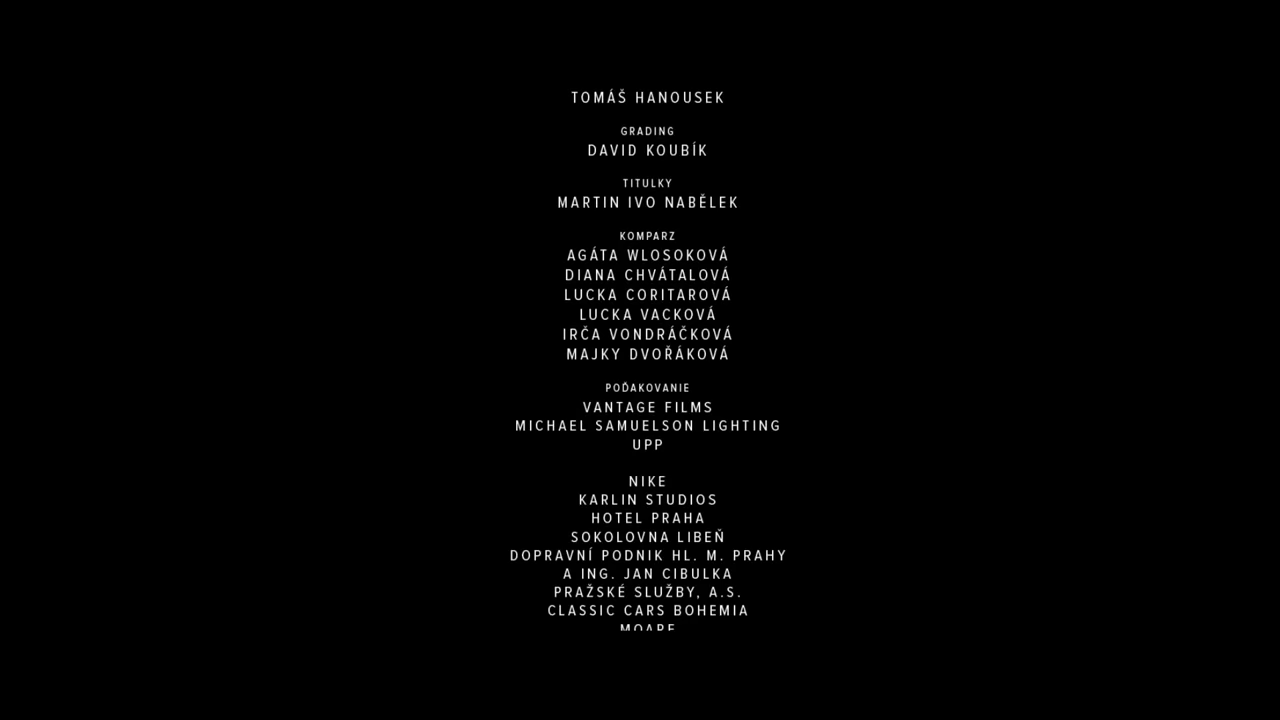 TOMÁŠ HANOUSEK
GRADING
DAVID KOUBÍK
TITULKY
MARTIN IVO NABĚLEK
KOMPARZ
AGÁTA WLOSOKOVÁ
DIANA CHVÁTALOVÁ
LUCKA CORITAROVÁ
LUCKA VACKOVÁ
IRČA VONDRÁČKOVÁ
MAJKY DVOŘÁKOVÁ
POĎAKOVANIE
VANTAGE FILMS
MICHAEL SAMUELSON LIGHTING
UPP
NIKE
KARLIN STUDIOS
HOTEL PRAHA
SOKOLOVNA LIBEŇ
DOPRAVNÍ PODNIK HL. M. PRAHY
A ING. JAN CIBULKA
PRAŽSKÉ SLUŽBY, A.S.
CLASSIC CARS BOHEMIA